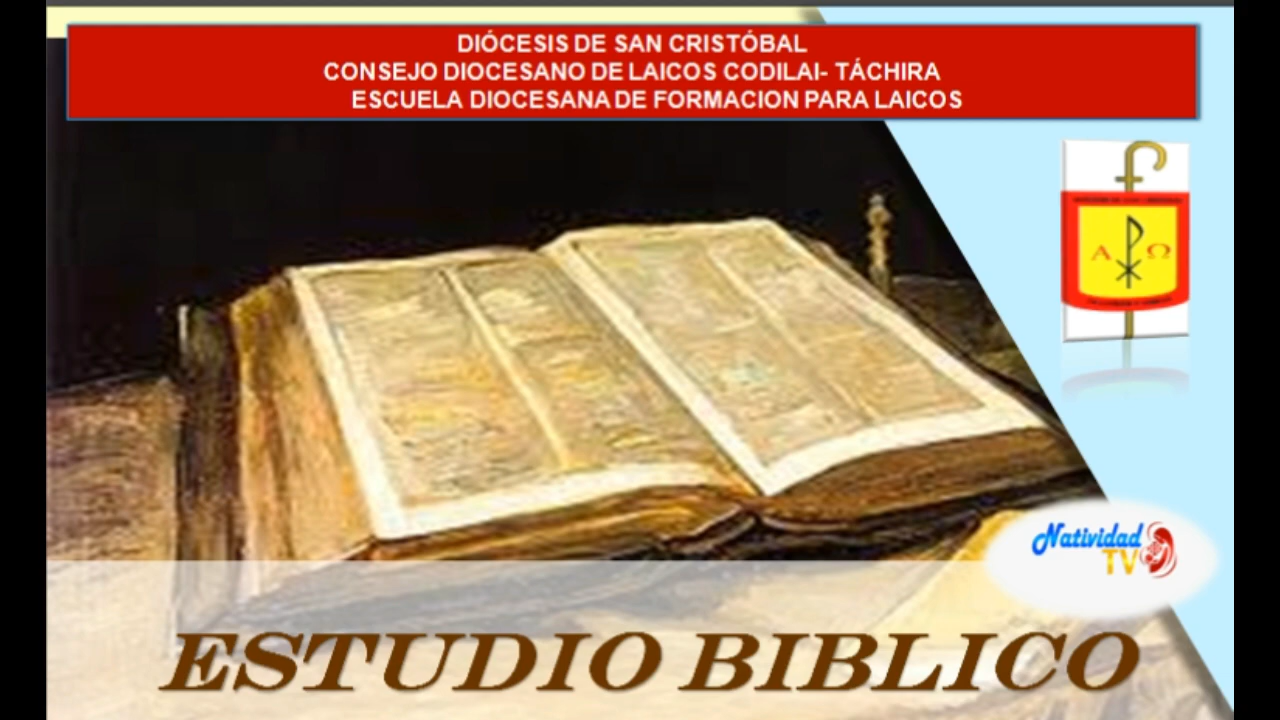 DIÓCESIS DE SAN CRISTÓBAL
CONSEJO DIOCESANO DE LAICOS CODILAI- TÁCHIRA
ESCUELA DIOCESANA DE FORMACION PARA LAICOS
Α Ω
Natividad
TV
ESTUDIO BIBLICO